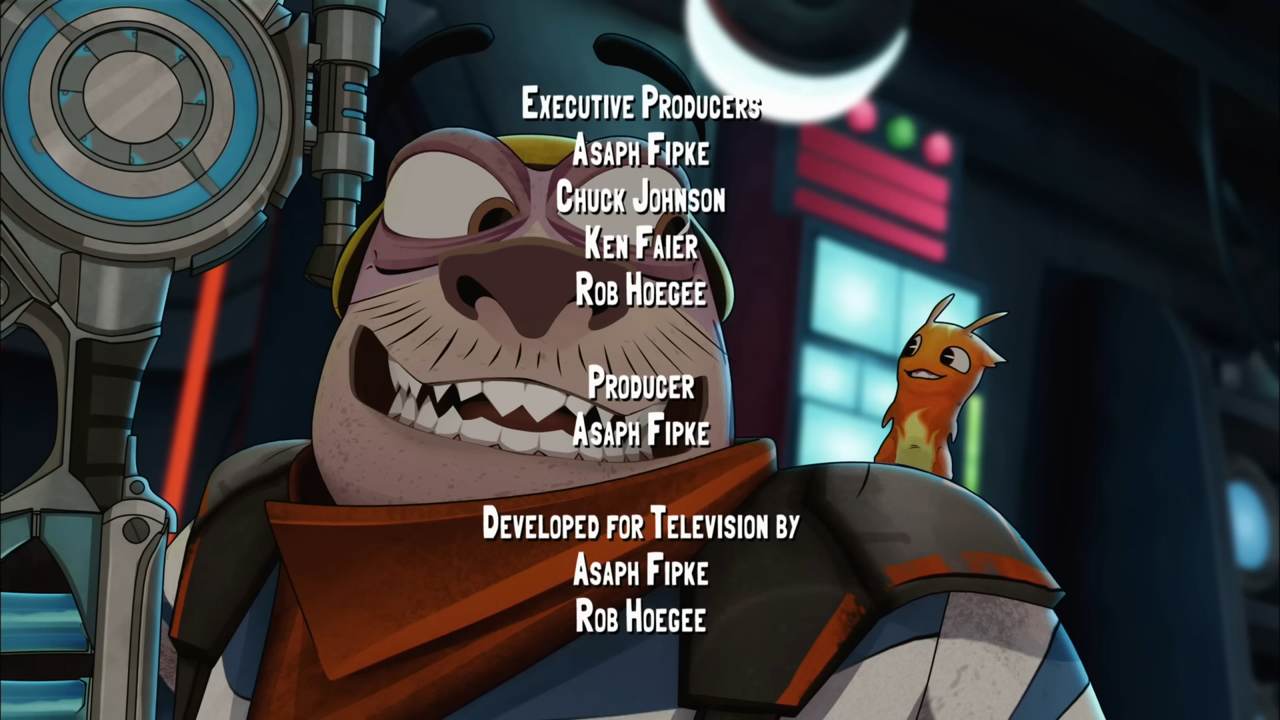 Executive Producers
Asaph Fipke
Chuck Johnson
Ken Faier
Rob Hoegee
Producer
Asaph Fipke
Developed for Television by
Asaph Fipke
Rob Hoegee